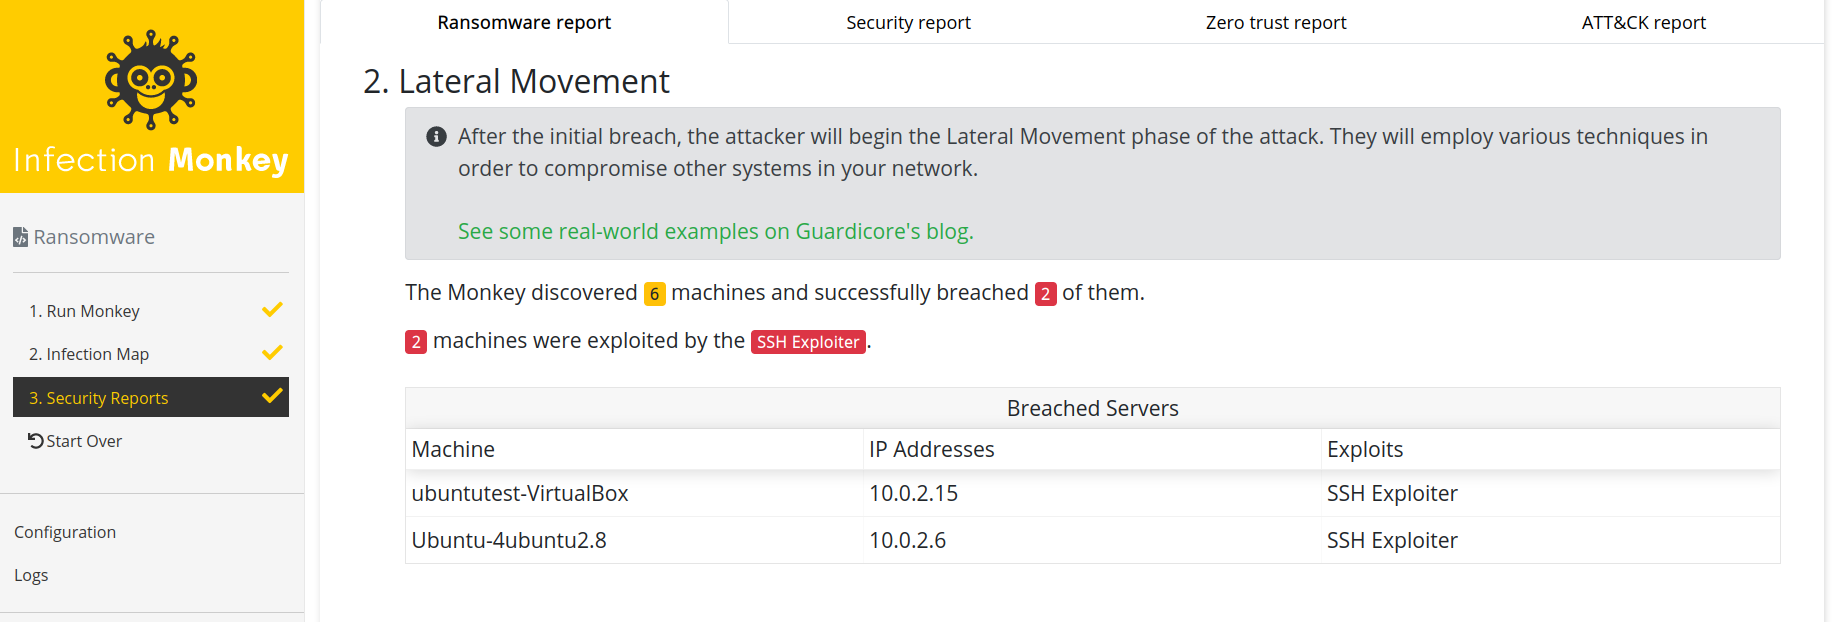 Infection Monkey
Ransomware
1. Run Monkey
2. Infection Map
3. Security Reports
Start Over
Configuration
Logs
Ransomware report
Security report
Zero trust report
ATT&CK report
2. Lateral Movement
After the initial breach, the attacker will begin the Lateral Movement phase of the attack. They will employ various techniques in
order to compromise other systems in your network.
See some real-world examples on Guardicore's blog.
The Monkey discovered 6 machines and successfully breached 2 of them.
2 machines were exploited by the SSH Exploiter.
Breached Servers
Machine IP Addresses Exploits
ubuntutest-VirtualBox 10.0.2.15 SSH Exploiter
Ubuntu-4ubuntu2.8 10.0.2.6 SSH Exploiter